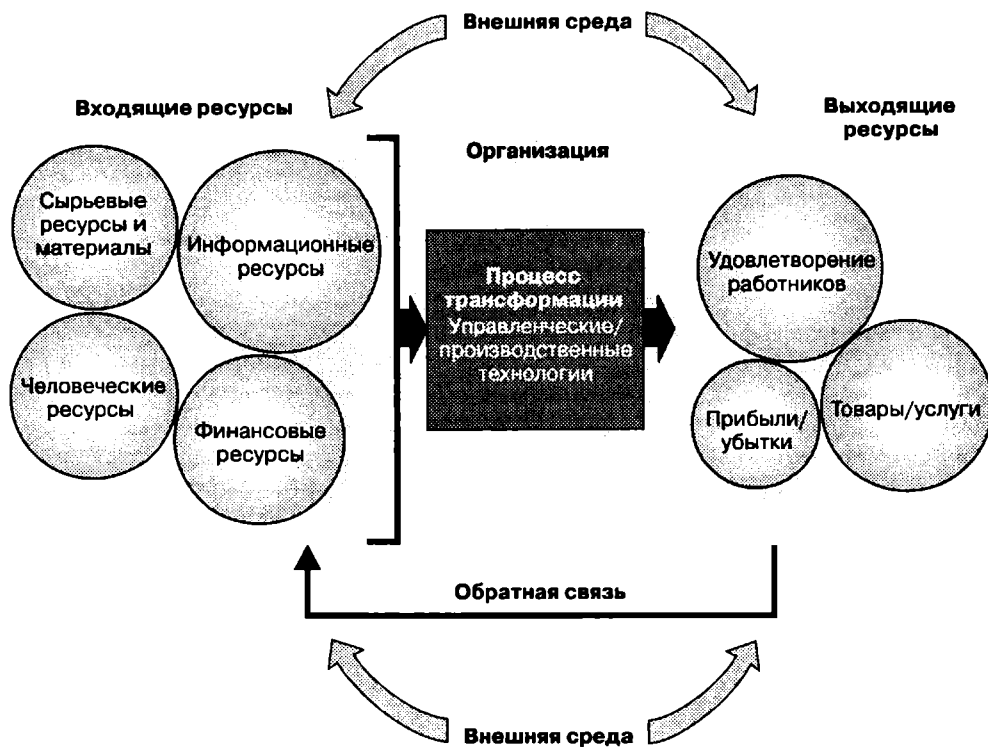 Внешняя среда
Входящие ресурсы
Выходящие
ресурсы
Организация
Сырьевые
ресурсы и
материалы
Информационные
ресурсы
Человеческие
ресурсы
Финансовые
ресурсы
Процесс
трансформации
Управленческие/
производственные
технологии
Удовлетворение
работников
Прибыли/
убытки
Товары/услуги
Обратная связь
Внешняя среда